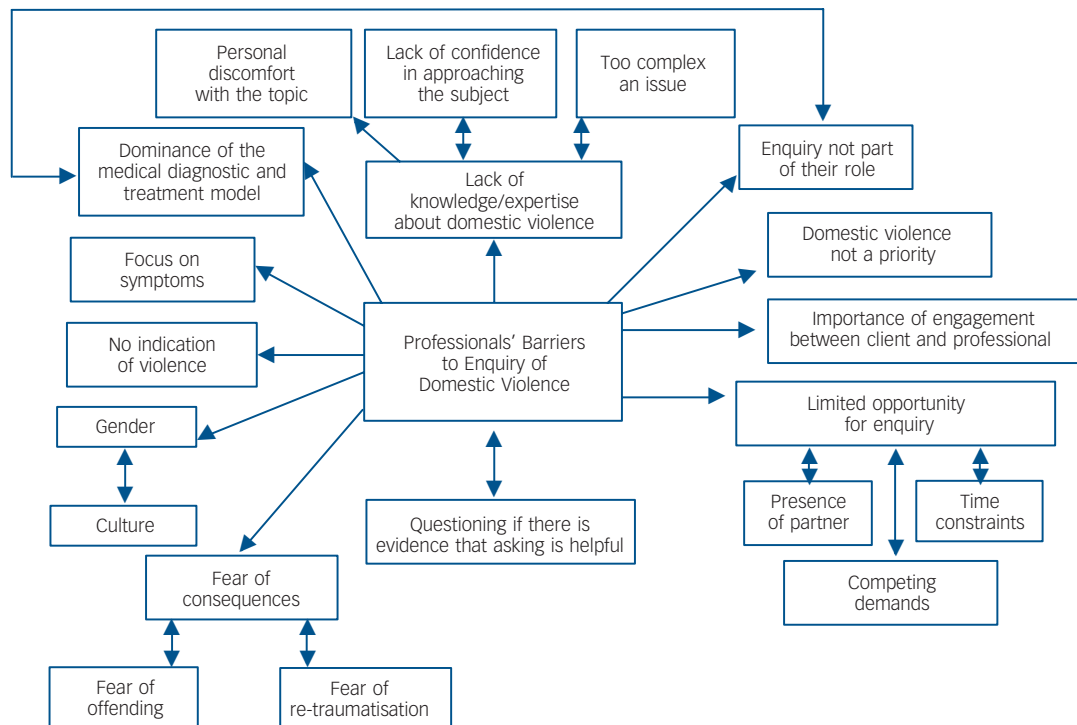 Personal
discomfort
with the topic
Lack of confidence
in approaching
the subject
Too complex
an issue
Dominance of the
medical diagnostic and
treatment model
Lack of
knowledge/expertise
about domestic violence
Enquiry not part
of their role
Focus on
symptoms
Domestic violence
not a priority
No indication
of violence
Professionals’ Barriers
to Enquiry of
Domestic Violence
Importance of engagement
between client and professional
Gender
Limited opportunity
for enquiry
Culture
Questioning if there is
evidence that asking is helpful
Presence
of partner
Time
constraints
Fear of
consequences
Competing
demands
Fear of
offending
Fear of
re-traumatisation